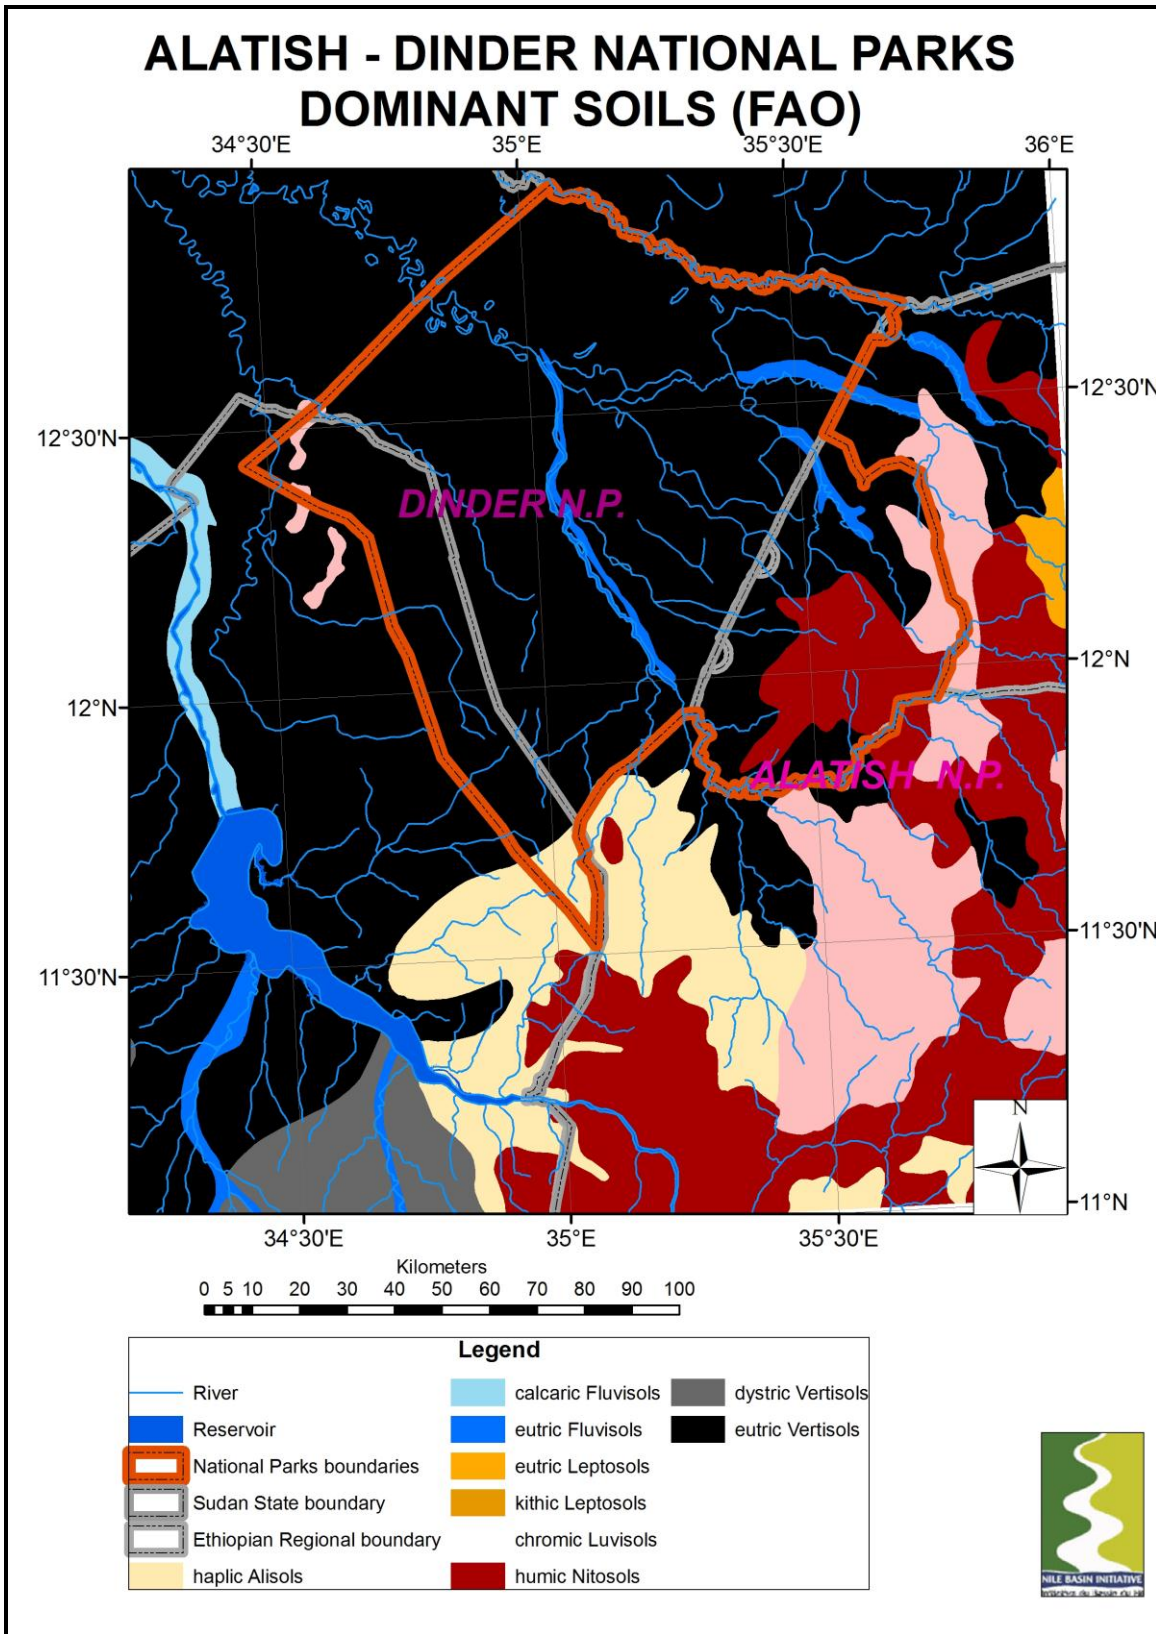 ALATISH - DINDER NATIONAL PARKS
DOMINANT SOILS (FAO)
34°30'E 35°E 35°30'E 36°E
12°30'N
12°30'N
DINDER N.P.
12°N
12°N
ALATISH N.P.
11°30'N
11°30'N
N
11°N
34°30'E 35°E 35°30'E
Kilometers
0 5 10 20 30 40 50 60 70 80 90 100
Legend
River
Reservoir
National Parks boundaries
Sudan State boundary
Ethiopian Regional boundary
haplic Alisols
calcaric Fluvisols
eutric Fluvisols
eutric Leptosols
kithic Leptosols
chromic Luvisols
humic Nitosols
dystric Vertisols
eutric Vertisols
NILE BASIN INITIATIVE